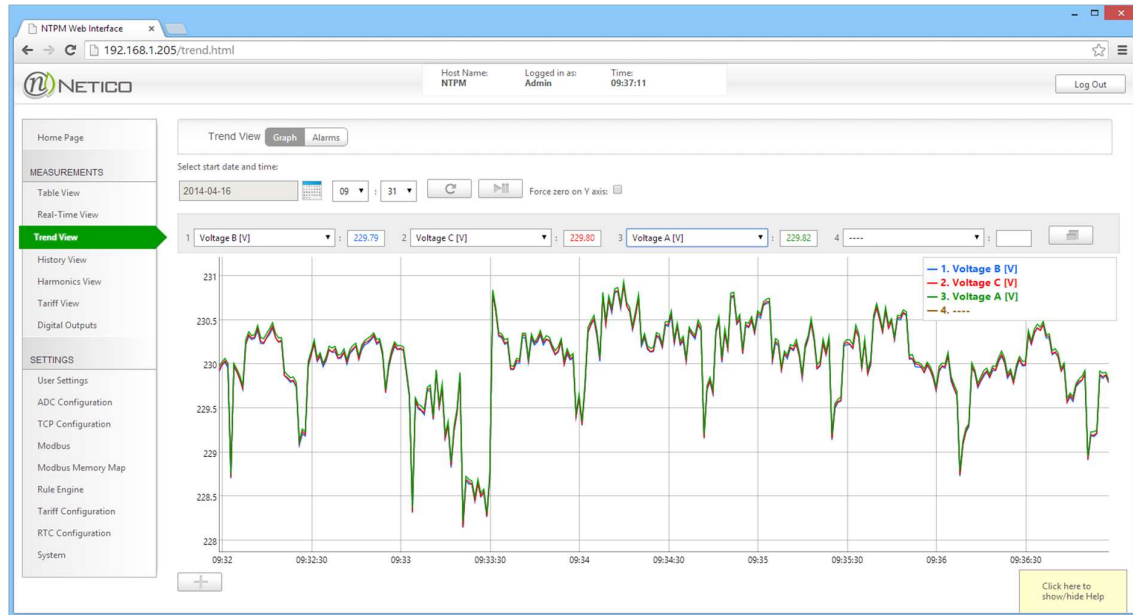 NTPM Web Interface
192.168.1.205/trend.html
NETICO
Host Name: Logged in as: Time:
NTPM Admin 09:37:11
Log Out
Home Page
MEASUREMENTS
Table View
Real-Time View
Trend View
History View
Harmonics View
Tariff View
Digital Outputs
SETTINGS
User Settings
ADC Configuration
TCP Configuration
Modbus
Modbus Memory Map
Rule Engine
Tariff Configuration
RTC Configuration
System
Trend View Graph Alarms
Select start date and time:
2014-04-16 09 : 31 Force zero on Y axis:
1 Voltage B [V] : 229.79 2 Voltage C [V] : 229.80 3 Voltage A [V] : 229.82 4 ---- :
1. Voltage B [V]
2. Voltage C [V]
3. Voltage A [V]
4. ----
231
230.5
230
229.5
229
228.5
228
09:32 09:32:30 09:33 09:33:30 09:34 09:34:30 09:35 09:35:30 09:36 09:36:30
Click here to
show/hide Help